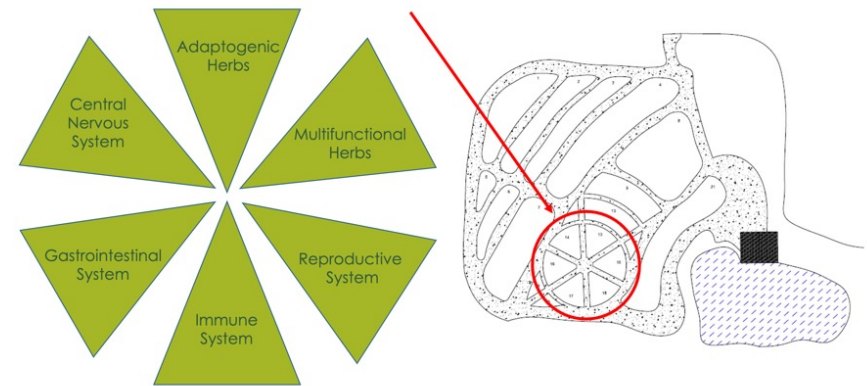 Adaptogenic
Herbs
Central
Nervous
System
Multifunctional
Herbs
Gastrointestinal
System
Reproductive
System
Immune
System